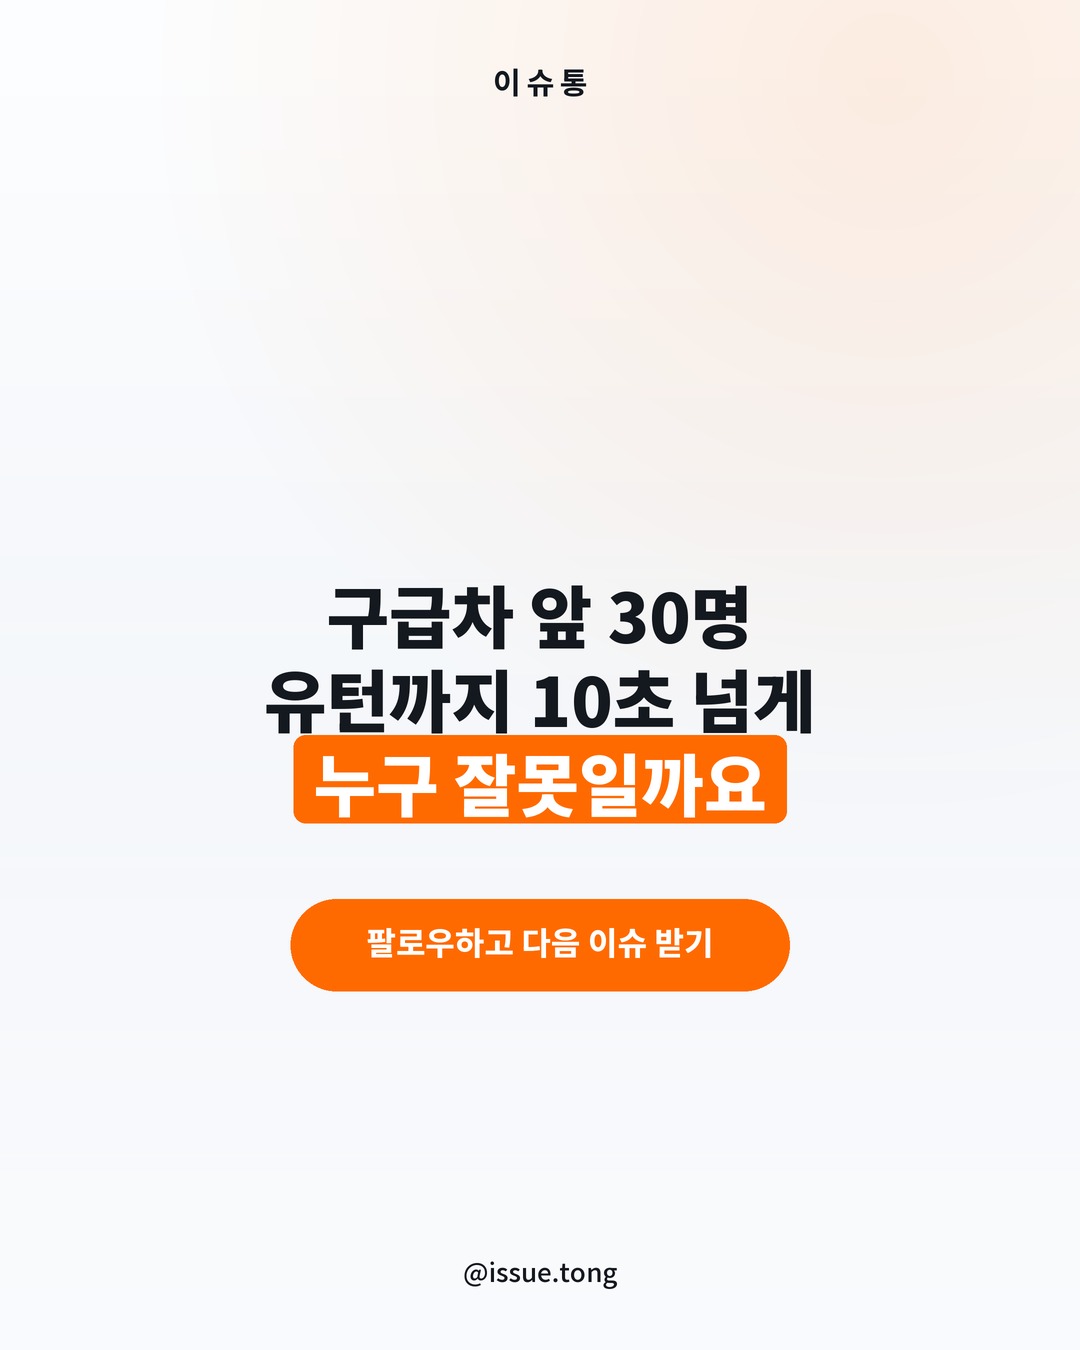 이슈통
구급차 앞 30명
유턴까지 10초 넘게
누구 잘못일까요
팔로우하고 다음 이슈 받기
@issue.tong